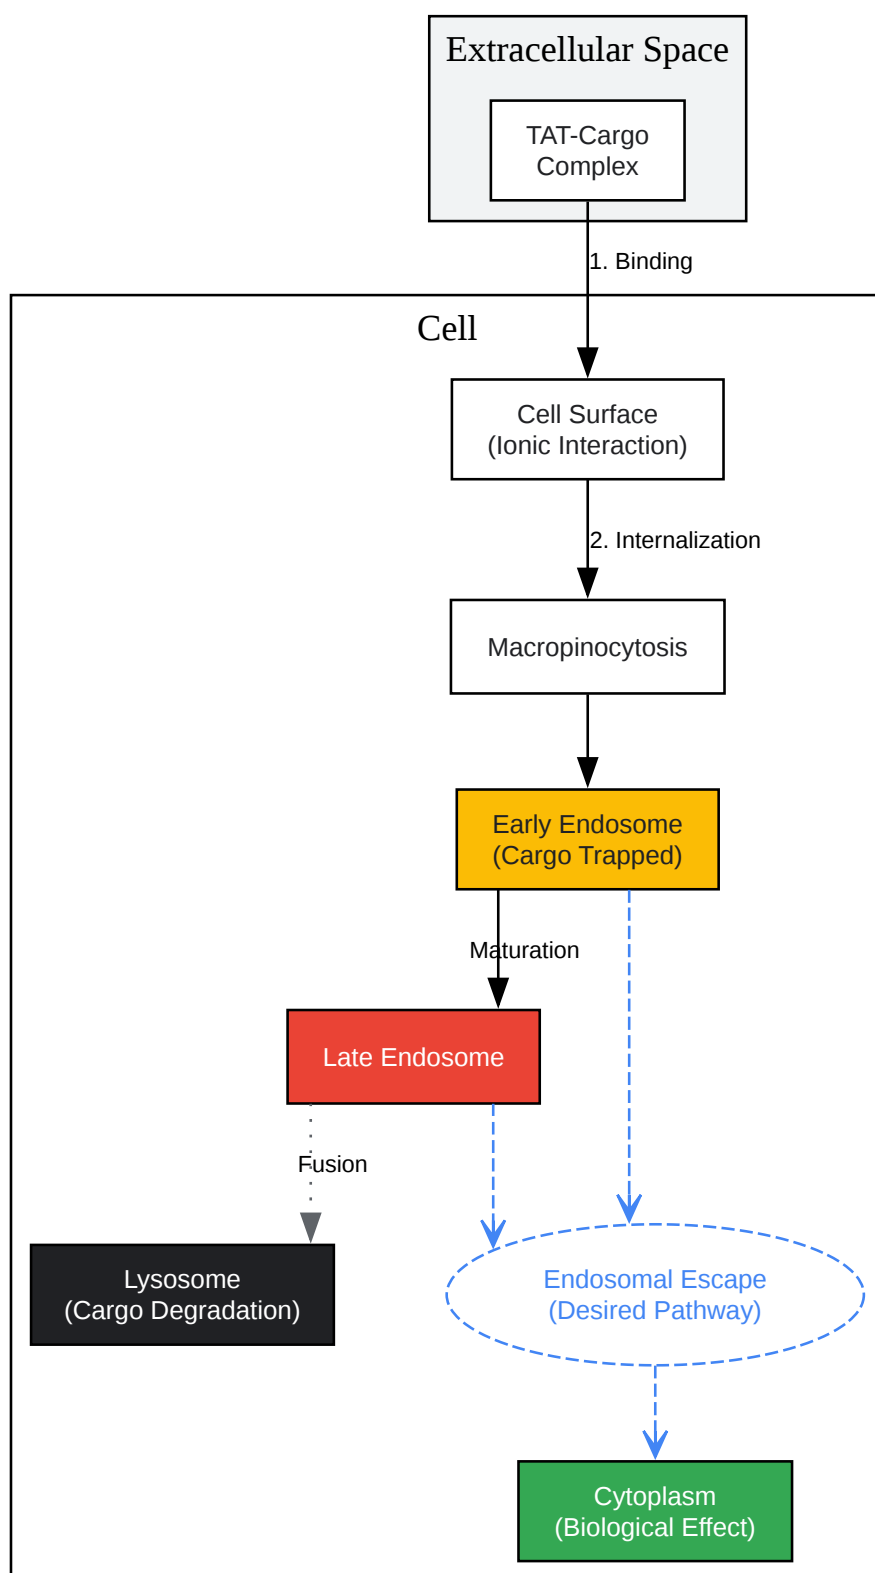 Extracellular Space
TAT-Cargo
Complex
1. Binding
Cell
Cell Surface
(Ionic Interaction)
2. Internalization
Macropinocytosis
Early Endosome
(Cargo Trapped)
Maturation
Late Endosome
Fusion
Lysosome
(Cargo Degradation)
Endosomal Escape
(Desired Pathway)
Cytoplasm
(Biological Effect)